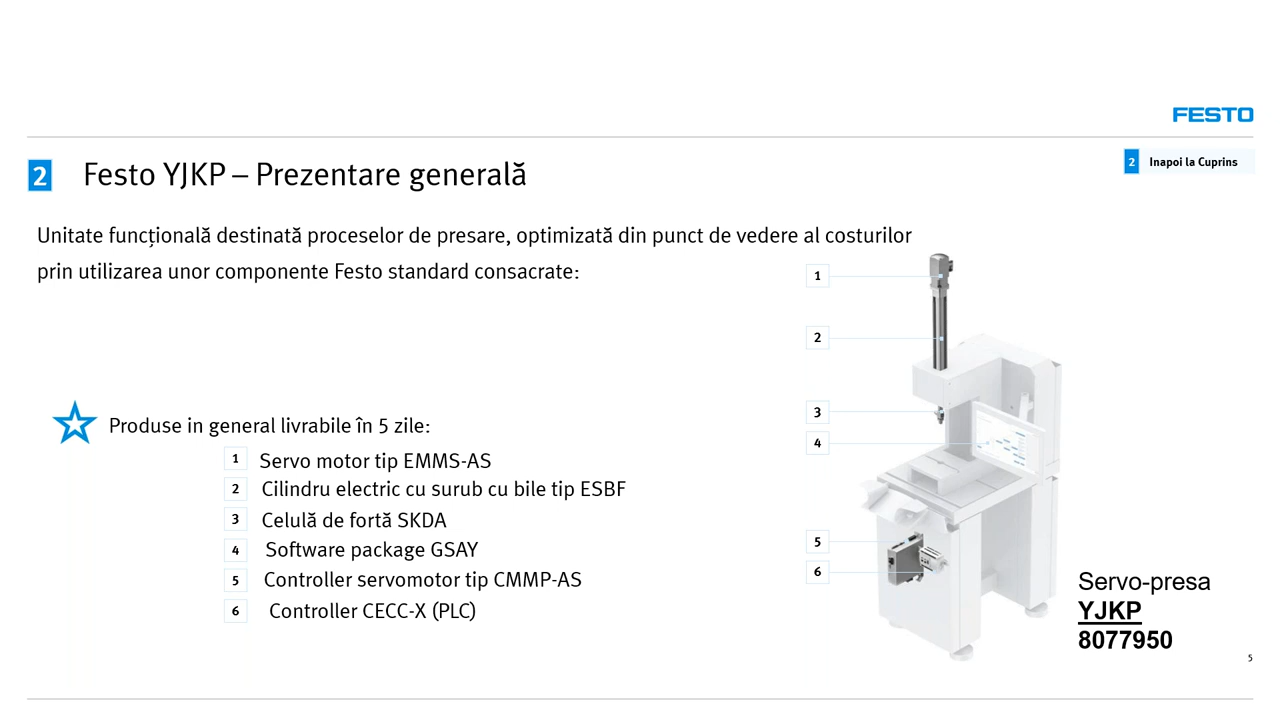 FESTO
2 Festo YJKP – Prezentare generală
2 Inapoi la Cuprins
Unitate funcțională destinată proceselor de presare, optimizată din punct de vedere al costurilor
prin utilizarea unor componente Festo standard consacrate:
1
2
3
4
5
6
Produse in general livrabile în 5 zile:
1 Servo motor tip EMMS-AS
2 Cilindru electric cu surub cu bile tip ESBF
3 Celulă de fortă SKDA
4 Software package GSAY
5 Controller servomotor tip CMMP-AS
6 Controller CECC-X (PLC)
Servo-presa
YJKP
8077950
5